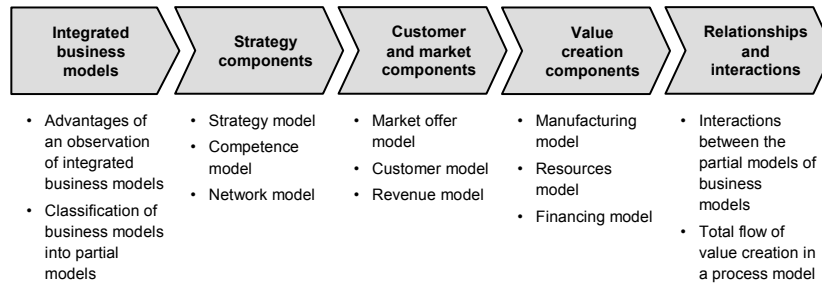 Integrated
business
models
Strategy
components
Customer
and market
components
Value
creation
components
Relationships
and
interactions
• Advantages of
an observation
of integrated
business models
• Classification of
business models
into partial
models
• Strategy model
• Competence
model
• Network model
• Market offer
model
• Customer model
• Revenue model
• Manufacturing
model
• Resources
model
• Financing model
• Interactions
between the
partial models of
business
models
• Total flow of
value creation in
a process model